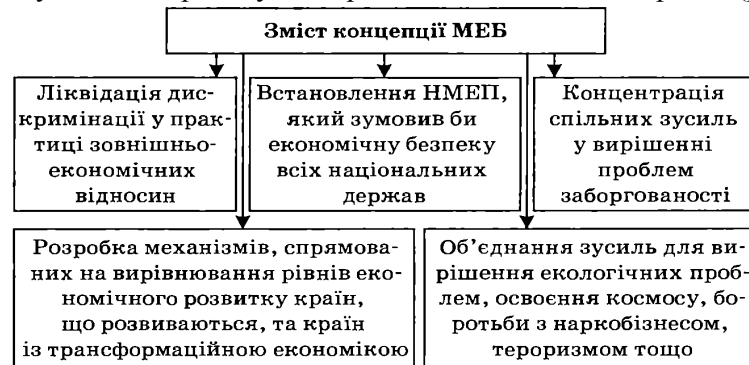 Зміст концепції МЕБ
Ліквідація дис-
кримінації у прак-
тиці зовнішньо-
економічних
відносин
Встановлення НМЕП,
який зумовив би
економічну безпеку
всіх національних
держав
Концентрація
спільних зусиль
у вирішенні
проблем
заборгованості
Розробка механізмів, спрямова-
них на вирівнювання рівнів еко-
номічного розвитку країн,
що розвиваються, та країн
із трансформаційною економікою
Об’єднання зусиль для ви-
рішення екологічних проб-
лем, освоєння космосу, бо-
ротьби з наркобізнесом,
тероризмом тощо